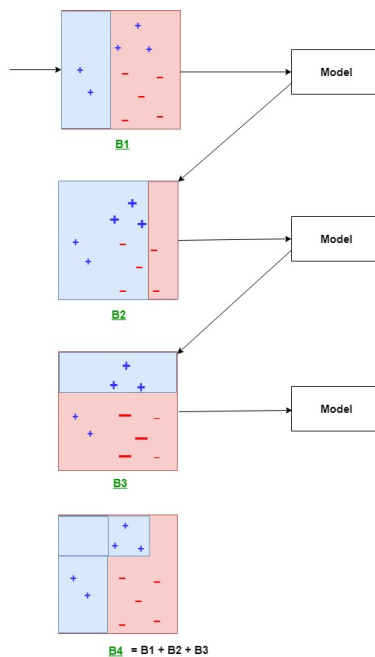 Model
B1
Model
B2
Model
B3
B4 = B1 + B2 + B3